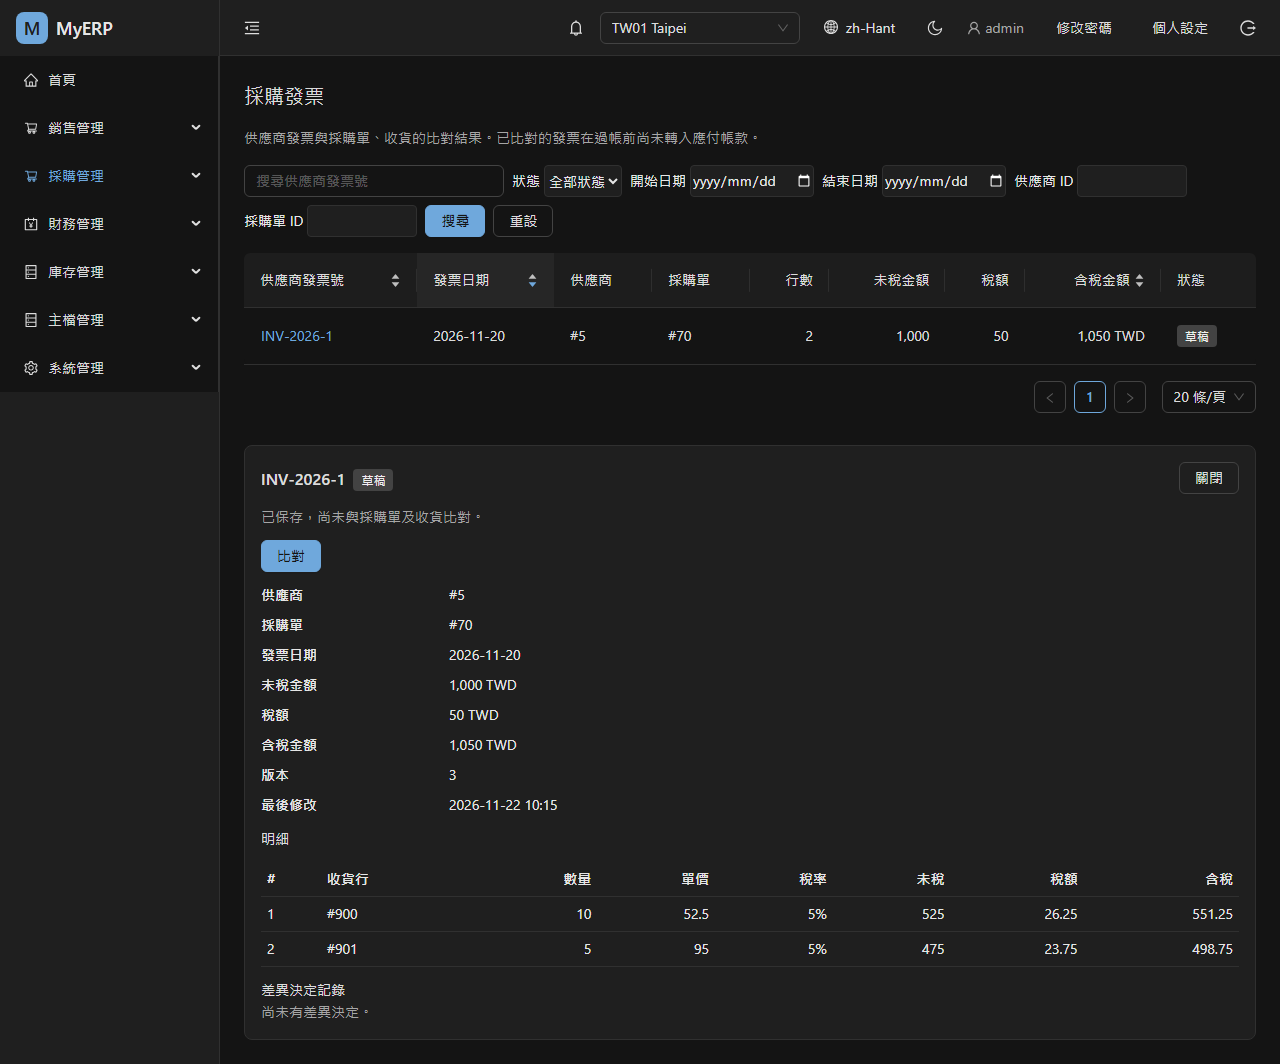 M MyERP
TW01 Taipei zh-Hant admin 修改密碼 個人設定
首頁
銷售管理
採購管理
財務管理
庫存管理
主檔管理
系統管理
採購發票
供應商發票與採購單、收貨的比對結果。已比對的發票在過帳前尚未轉入應付帳款。
搜尋供應商發票號 狀態 全部狀態 開始日期 yyyy/mm/dd 結束日期 yyyy/mm/dd 供應商 ID
採購單 ID 搜尋 重設
供應商發票號 發票日期 供應商 採購單 行數 未稅金額 稅額 含稅金額 狀態
INV-2026-1 2026-11-20 #5 #70 2 1,000 50 1,050 TWD 草稿
< 1 > 20 條/頁
INV-2026-1 草稿 關閉
已保存，尚未與採購單及收貨比對。
比對
供應商 #5
採購單 #70
發票日期 2026-11-20
未稅金額 1,000 TWD
稅額 50 TWD
含稅金額 1,050 TWD
版本 3
最後修改 2026-11-22 10:15
明細
# 收貨行 數量 單價 稅率 未稅 稅額 含稅
1 #900 10 52.5 5% 525 26.25 551.25
2 #901 5 95 5% 475 23.75 498.75
差異決定記錄
尚未有差異決定。